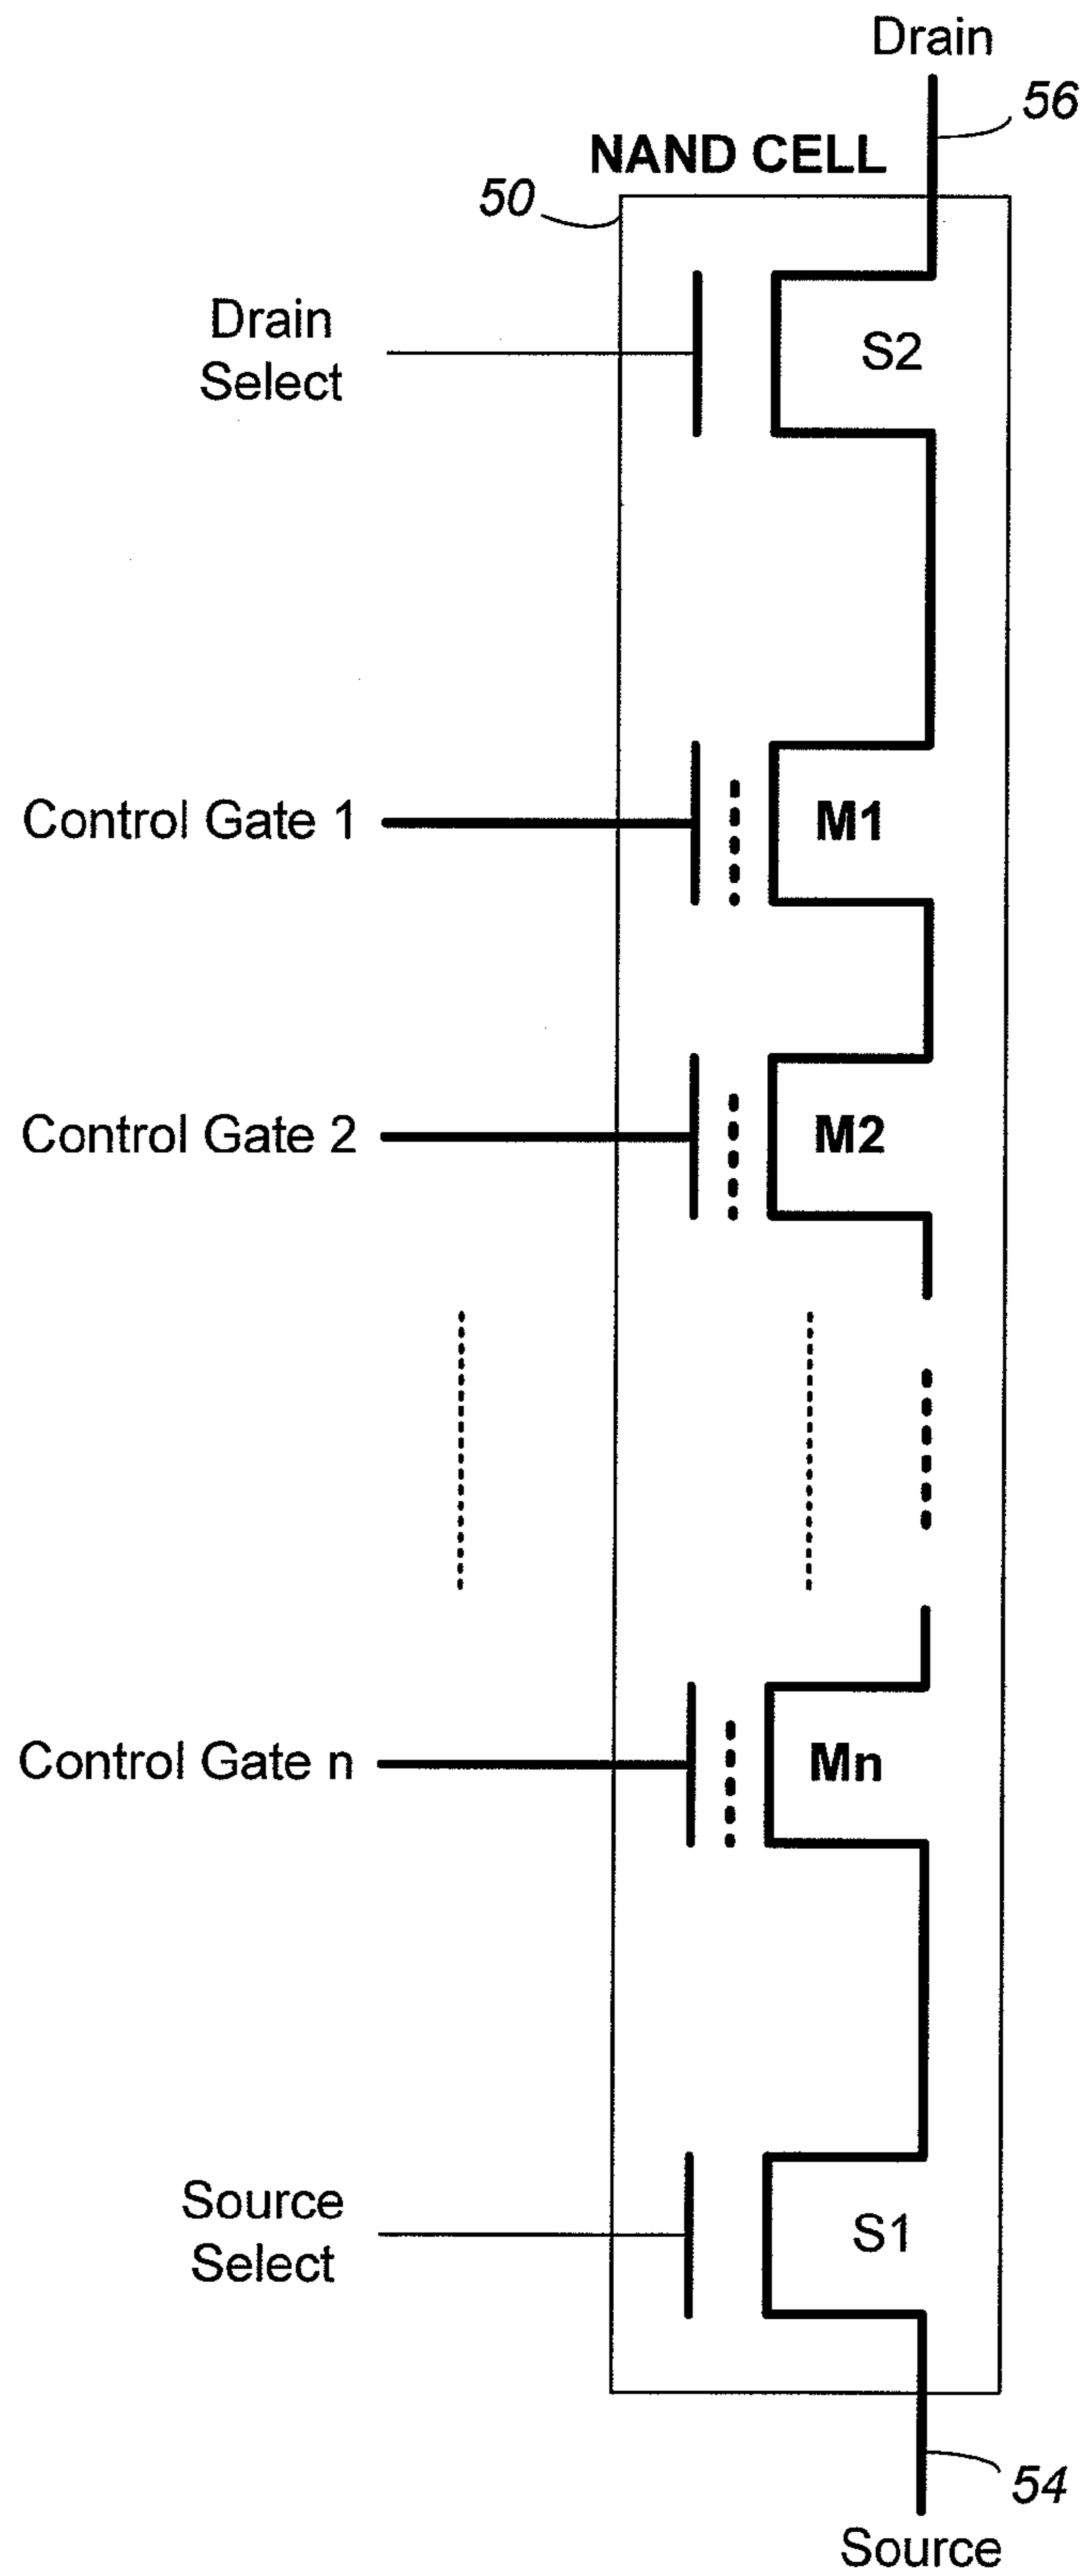 Drain
56
NAND CELL
50
Drain
Select
S2
Control Gate 1
M1
Control Gate 2
M2
Control Gate n
Mn
Source
Select
S1
54
Source